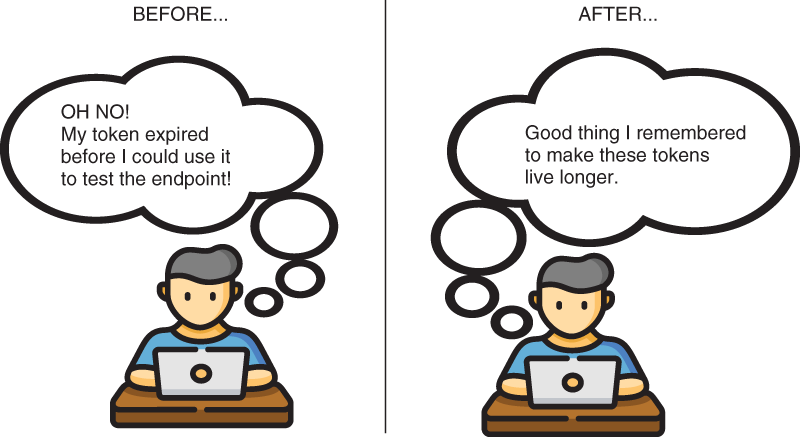 BEFORE...
OH NO!
My token expired
before I could use it
to test the endpoint!
AFTER...
Good thing I remembered
to make these tokens
live longer.